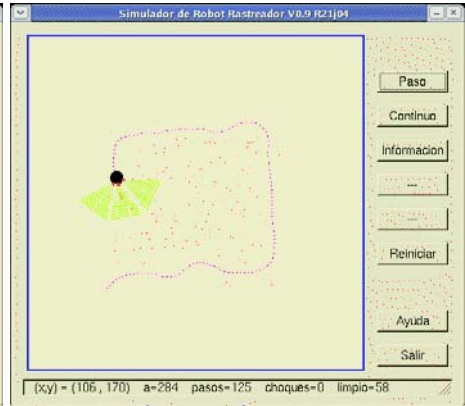 Simulador de Robot Rastreador V0.9 R21j04
Paso
Continuo
Informacion
---
---
Reiniciar
Ayuda
Salir
(x,y) = (106 , 170) a=284 pasos=125 choques=0 limpio=58